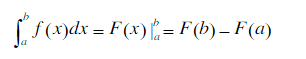 ∫_a^b f(x)dx = F(x)|_a^b = F(b) – F(a)